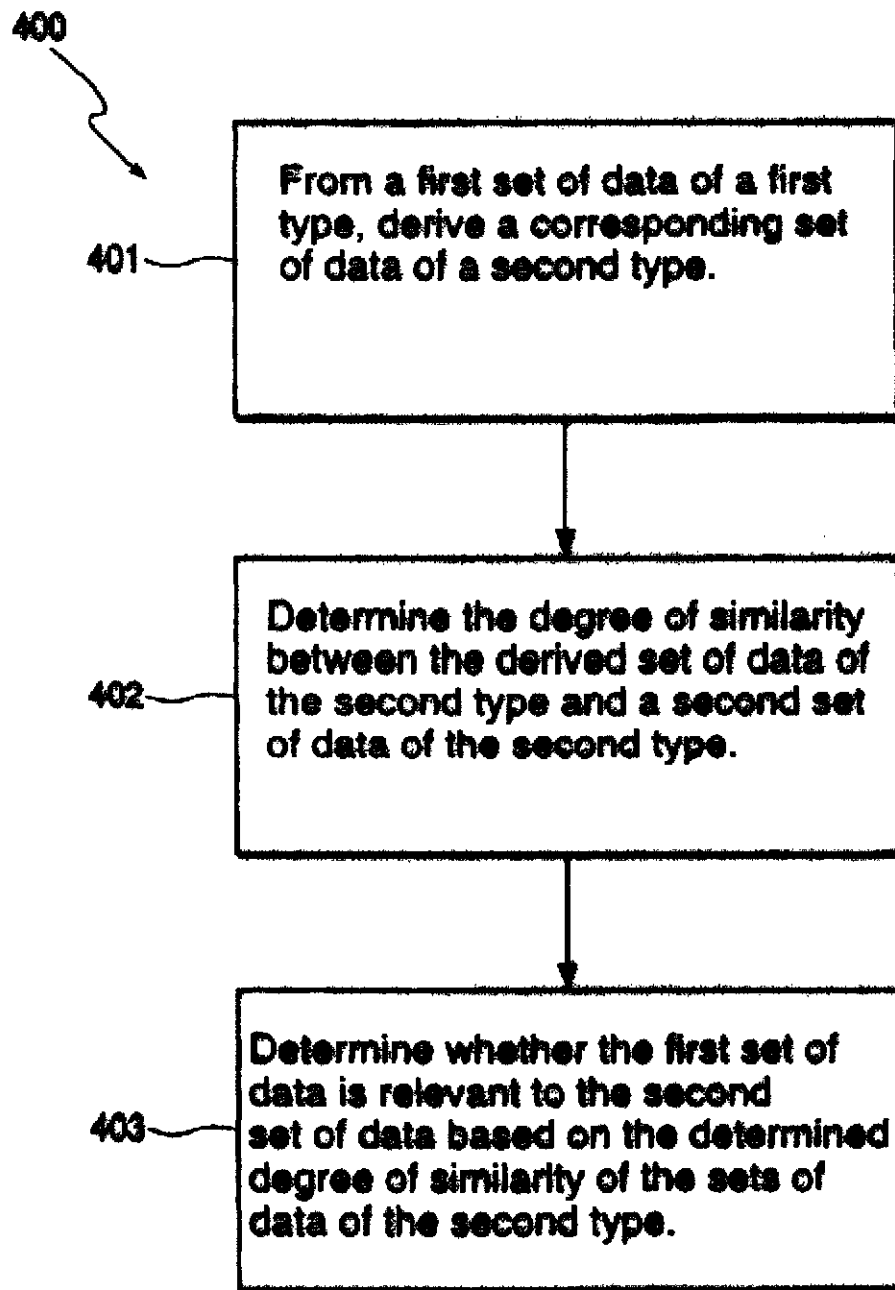 400
401
From a first set of data of a first
type, derive a corresponding set
of data of a second type.
402
Determine the degree of similarity
between the derived set of data of
the second type and a second set
of data of the second type.
403
Determine whether the first set of
data is relevant to the second
set of data based on the determined
degree of similarity of the sets of
data of the second type.